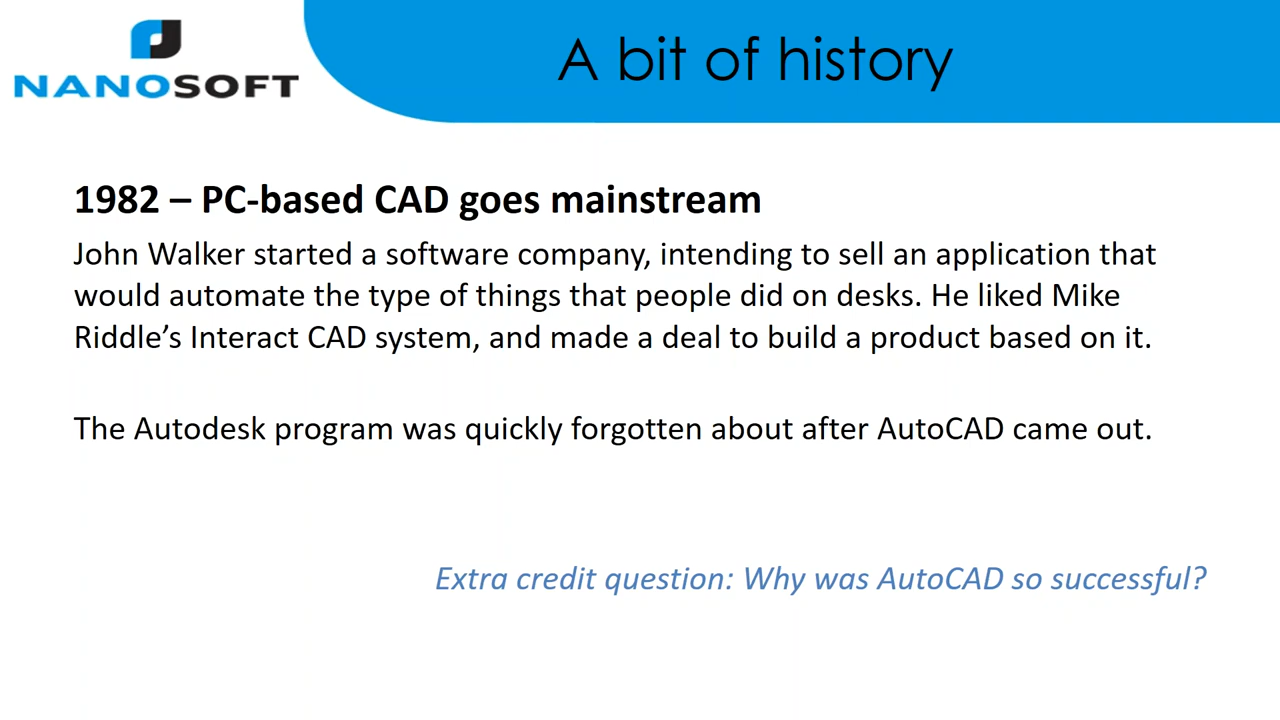 NANOSOFT
A bit of history
1982 – PC-based CAD goes mainstream
John Walker started a software company, intending to sell an application that
would automate the type of things that people did on desks. He liked Mike
Riddle’s Interact CAD system, and made a deal to build a product based on it.
The Autodesk program was quickly forgotten about after AutoCAD came out.
Extra credit question: Why was AutoCAD so successful?